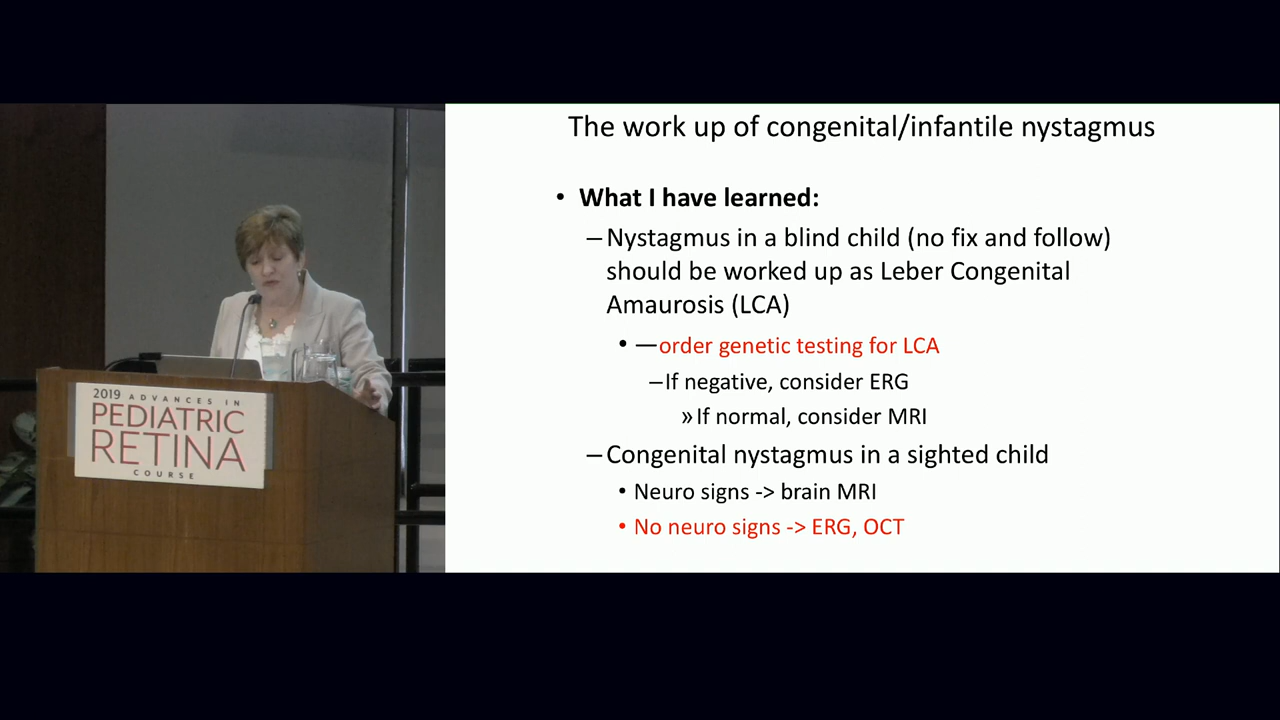 The work up of congenital/infantile nystagmus
• What I have learned:
–Nystagmus in a blind child (no fix and follow)
should be worked up as Leber Congenital
Amaurosis (LCA)
• —order genetic testing for LCA
–If negative, consider ERG
»If normal, consider MRI
–Congenital nystagmus in a sighted child
• Neuro signs -> brain MRI
• No neuro signs -> ERG, OCT
2019 ADVANCES IN
PEDIATRIC
RETINA
COURSE